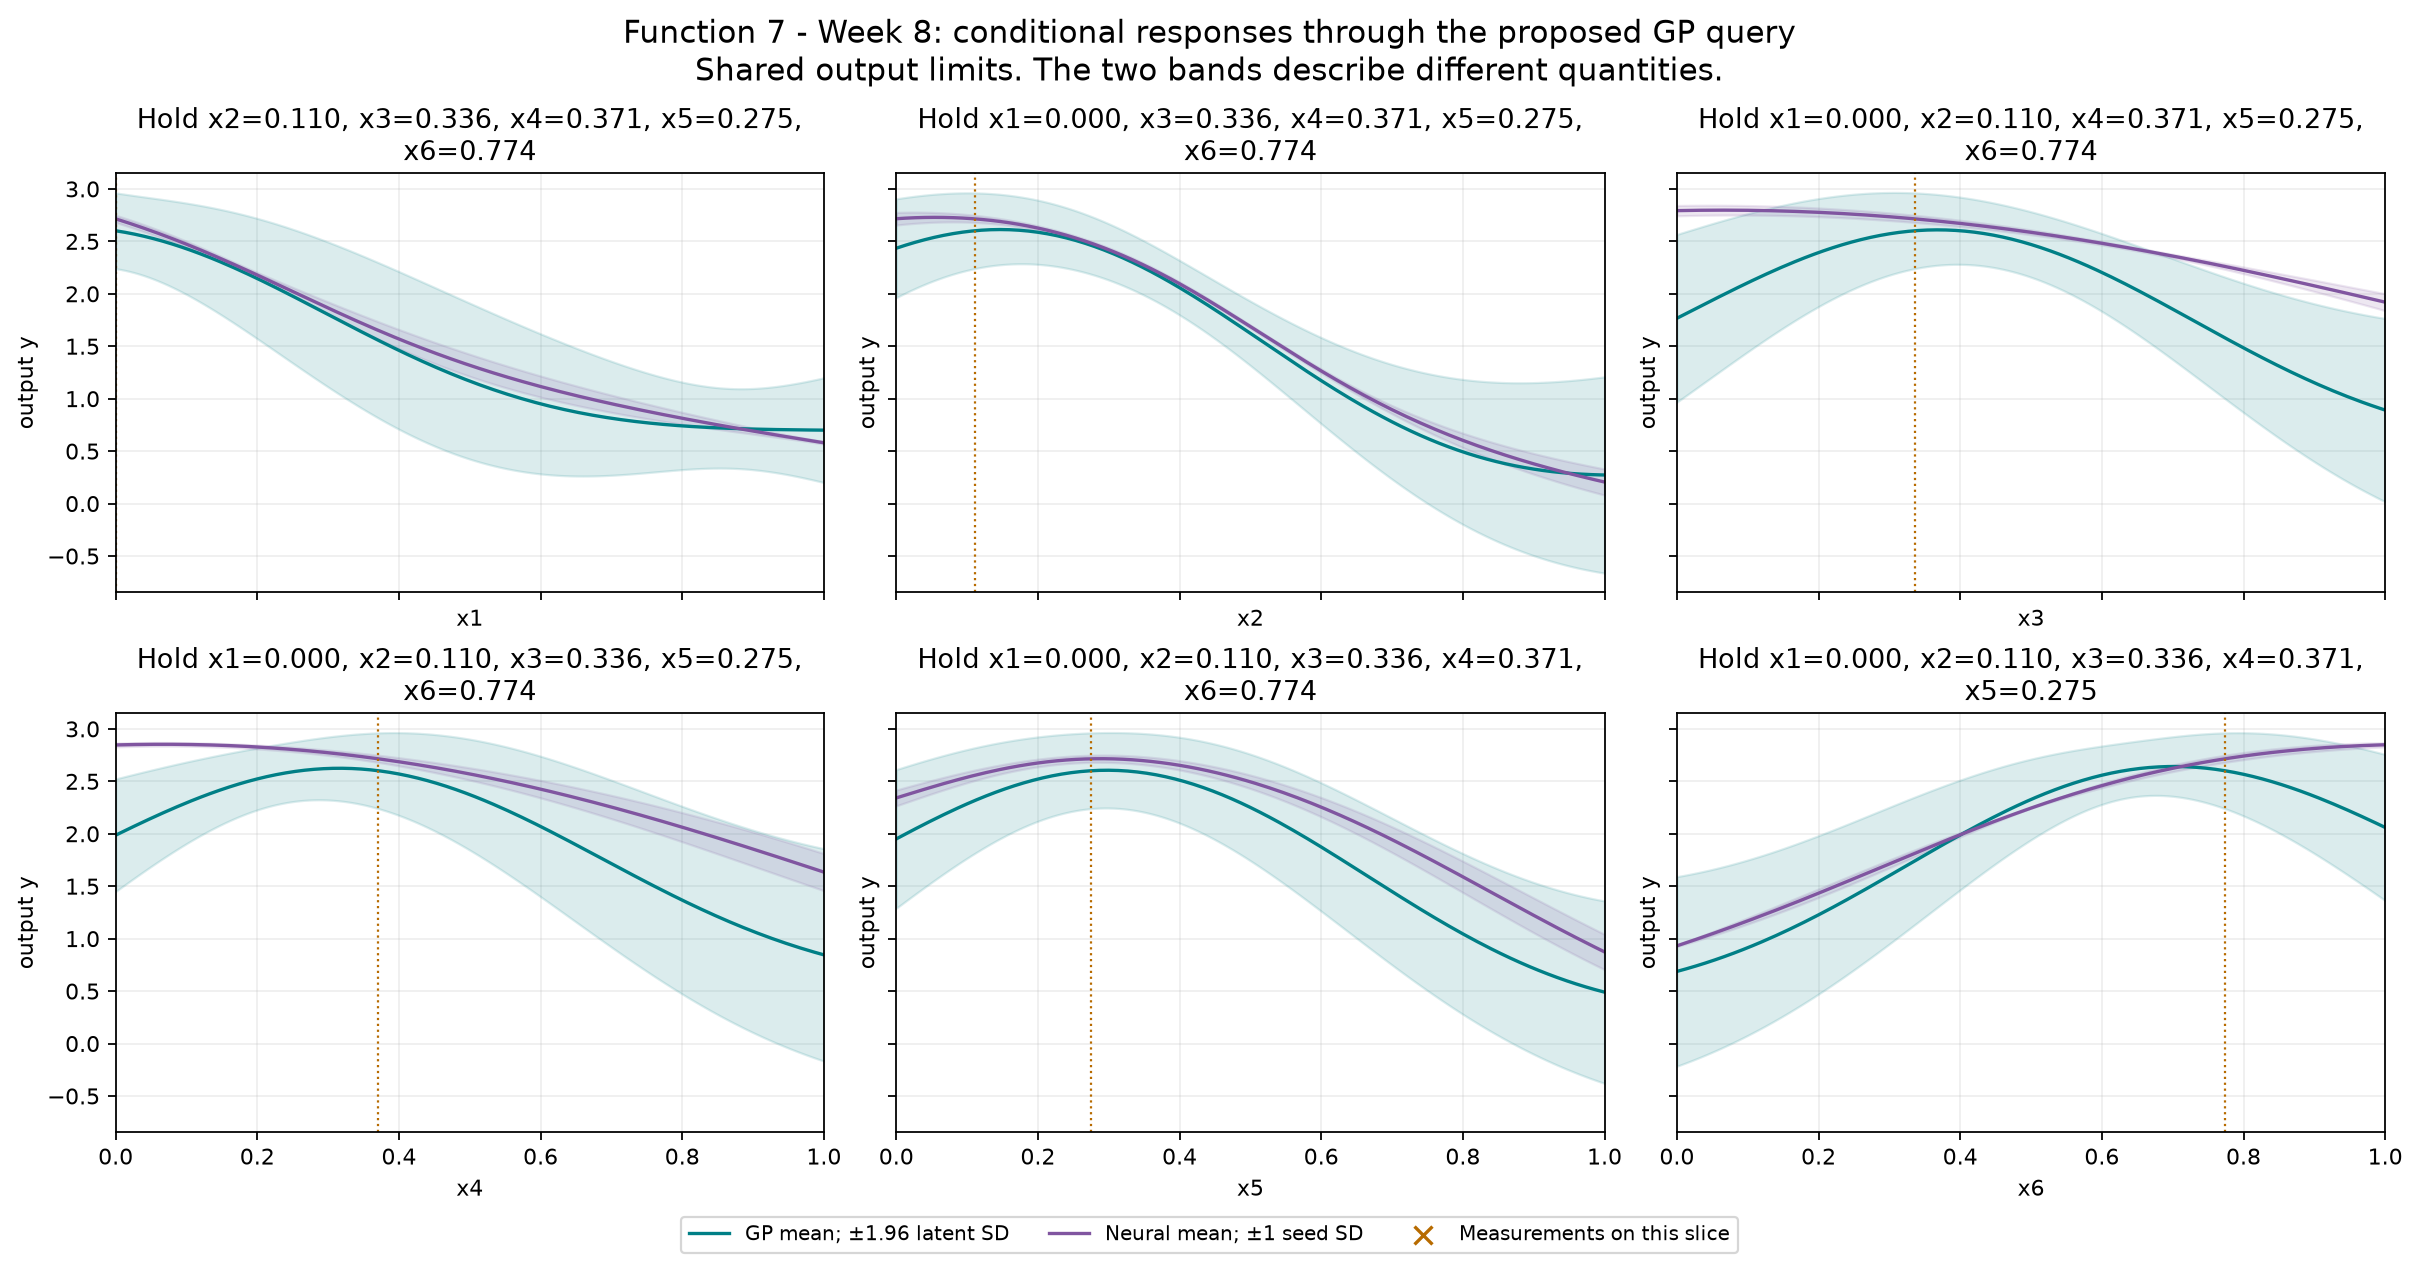 Function 7 - Week 8: conditional responses through the proposed GP query
Shared output limits. The two bands describe different quantities.
Hold x2=0.110, x3=0.336, x4=0.371, x5=0.275,
x6=0.774
Hold x1=0.000, x3=0.336, x4=0.371, x5=0.275,
x6=0.774
Hold x1=0.000, x2=0.110, x4=0.371, x5=0.275,
x6=0.774
3.0
2.5
2.0
1.5
1.0
0.5
0.0
−0.5
output y
output y
output y
x1
x2
x3
Hold x1=0.000, x2=0.110, x3=0.336, x5=0.275,
x6=0.774
Hold x1=0.000, x2=0.110, x3=0.336, x4=0.371,
x6=0.774
Hold x1=0.000, x2=0.110, x3=0.336, x4=0.371,
x5=0.275
3.0
2.5
2.0
1.5
1.0
0.5
0.0
−0.5
output y
output y
output y
0.0 0.2 0.4 0.6 0.8 1.0
0.0 0.2 0.4 0.6 0.8 1.0
0.0 0.2 0.4 0.6 0.8 1.0
x4
x5
x6
GP mean; ±1.96 latent SD
Neural mean; ±1 seed SD
Measurements on this slice